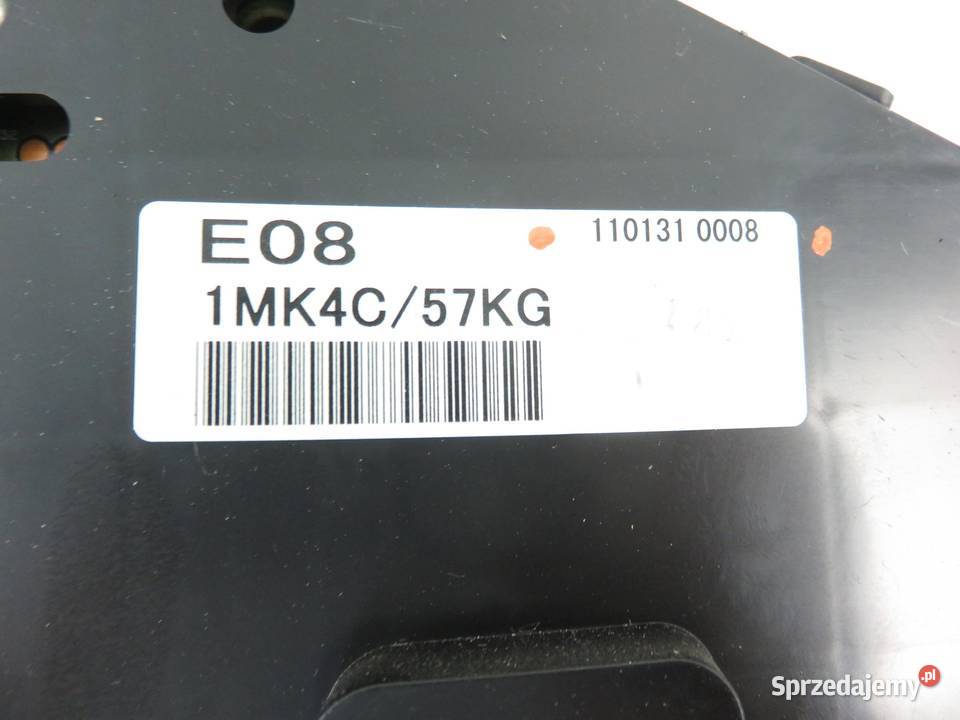 E08
110131 0008
1MK4C/57KG
Sprzedajemy.pl